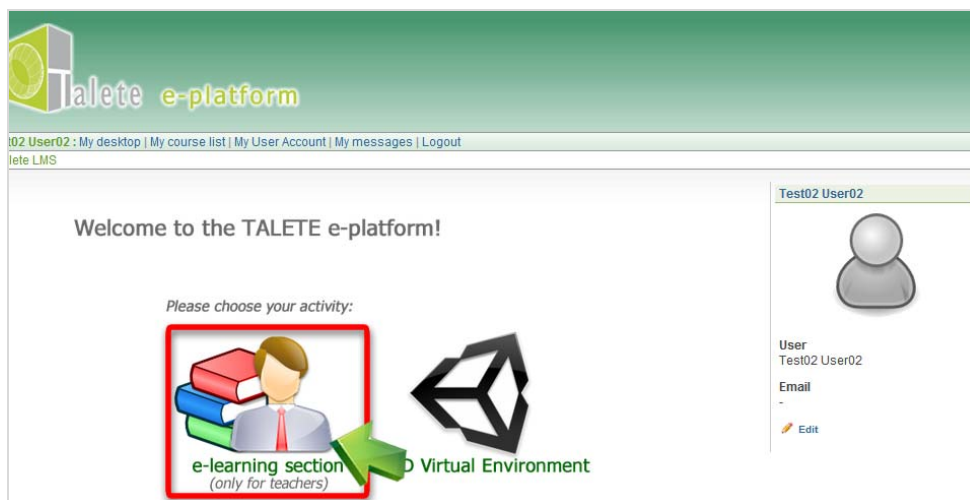 Talete e-platform
t02 User02 : My desktop | My course list | My User Account | My messages | Logout
lete LMS
Test02 User02
Welcome to the TALETE e-platform!
Please choose your activity:
e-learning section
(only for teachers)
D Virtual Environment
User
Test02 User02
Email
-
Edit